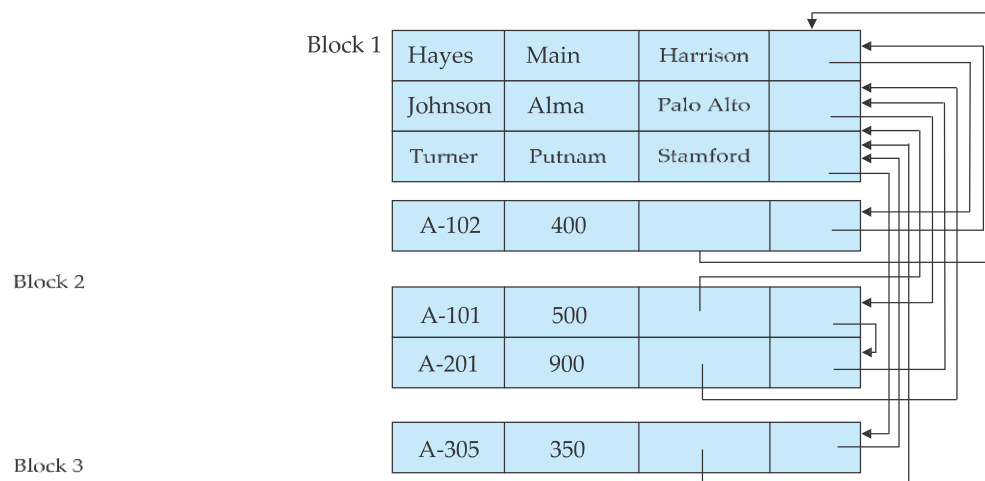 Block 1
Hayes Main Harrison
Johnson Alma Palo Alto
Turner Putnam Stamford
A-102 400
Block 2
A-101 500
A-201 900
A-305 350
Block 3